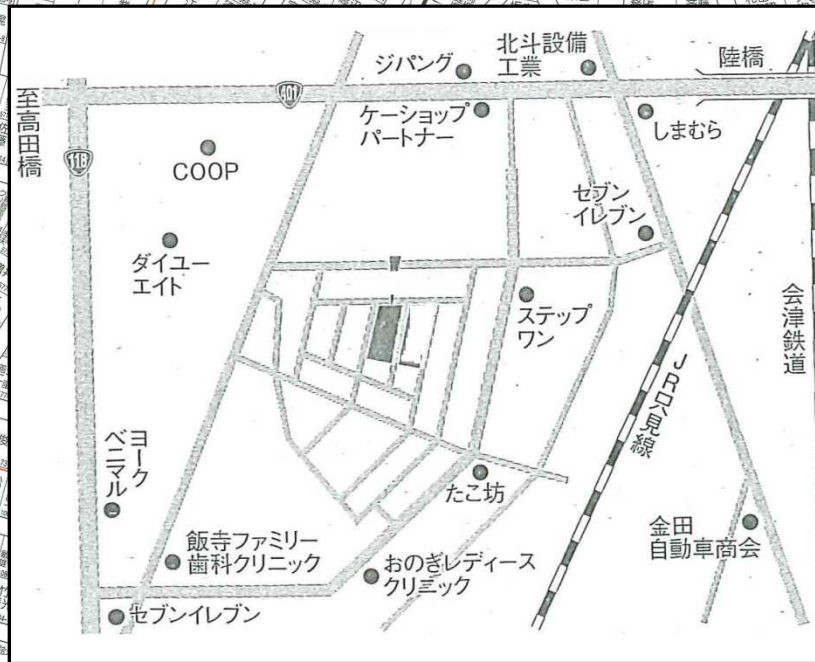 ジパング
北斗設備
工業
陸橋
401
至高田橋
ケーショップ
パートナー
しまむら
118
COOP
セブン
イレブン
ダイユー
エイト
ステップ
ワン
会津鉄道
JR只見線
ヨーク
ベニマル
たこ坊
金田
自動車商会
飯寺ファミリー
歯科クリニック
おのぎレディース
クリニック
セブンイレブン